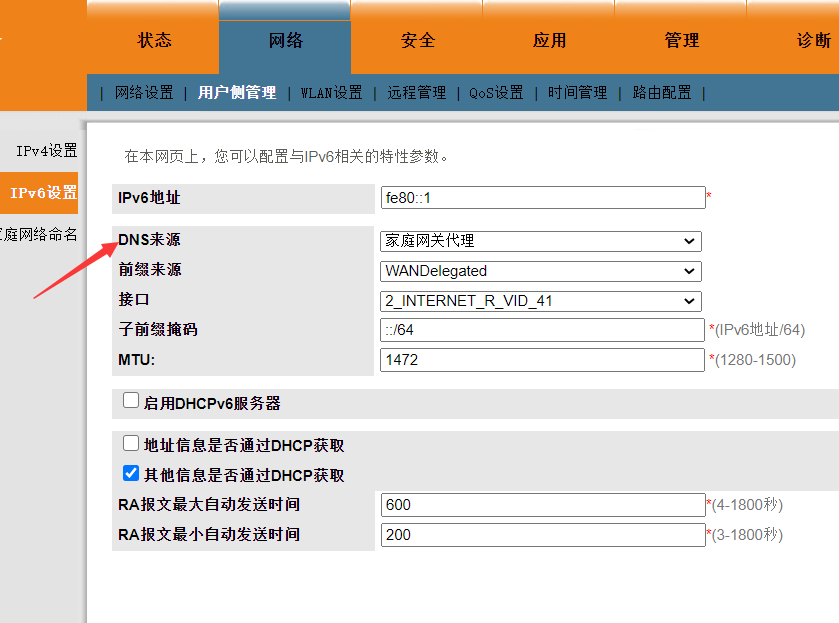 状态 网络 安全 应用 管理 诊断
| 网络设置 | 用户侧管理 | WLAN设置 | 远程管理 | QoS设置 | 时间管理 | 路由配置 |
IPv4设置
IPv6设置
庭网络命名
在本网页上，您可以配置与IPv6相关的特性参数。
IPv6地址 fe80::1 *
DNS来源 家庭网关代理
前缀来源 WANDelegated
接口 2_INTERNET_R_VID_41
子前缀掩码 ::/64 *(IPv6地址/64)
MTU: 1472 *(1280-1500)
启用DHCPv6服务器
地址信息是否通过DHCP获取
其他信息是否通过DHCP获取
RA报文最大自动发送时间 600 *(4-1800秒)
RA报文最小自动发送时间 200 *(3-1800秒)